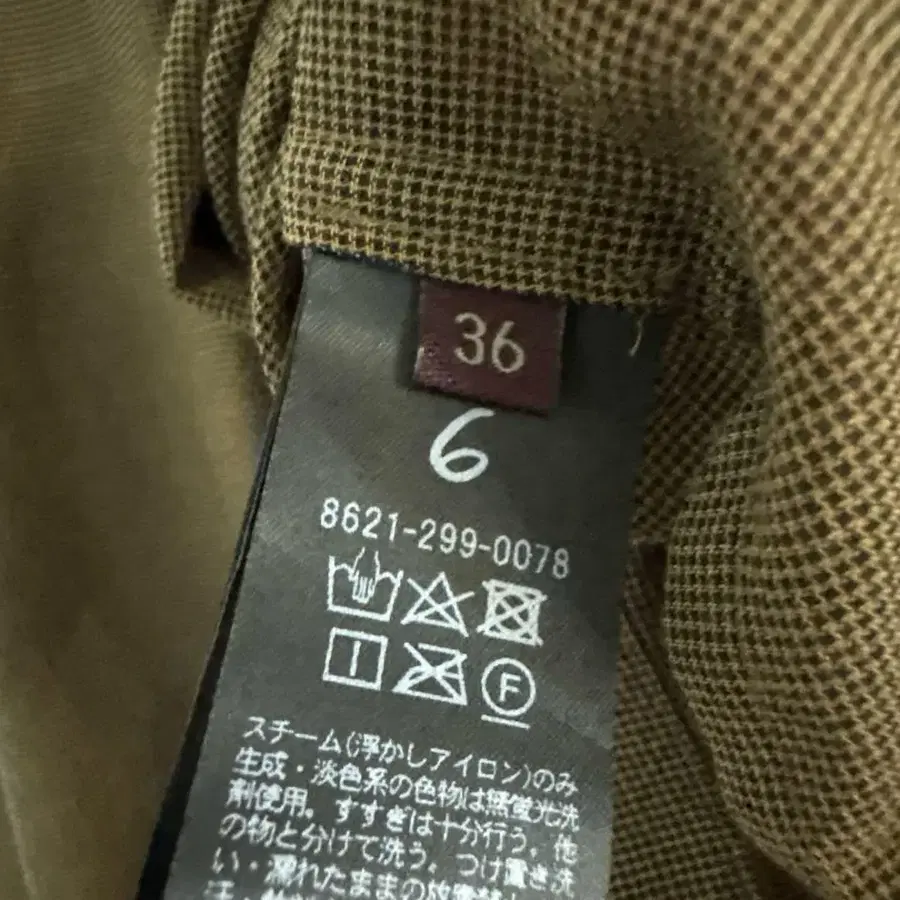 36
6
8621-299-0078
F
スチーム(浮かしアイロン)のみ
生成・淡色系の色物は無蛍光洗
剤使用。すすぎは十分行う。他
の物と分けて洗う。つけ置き洗
い・濡れたままの放置